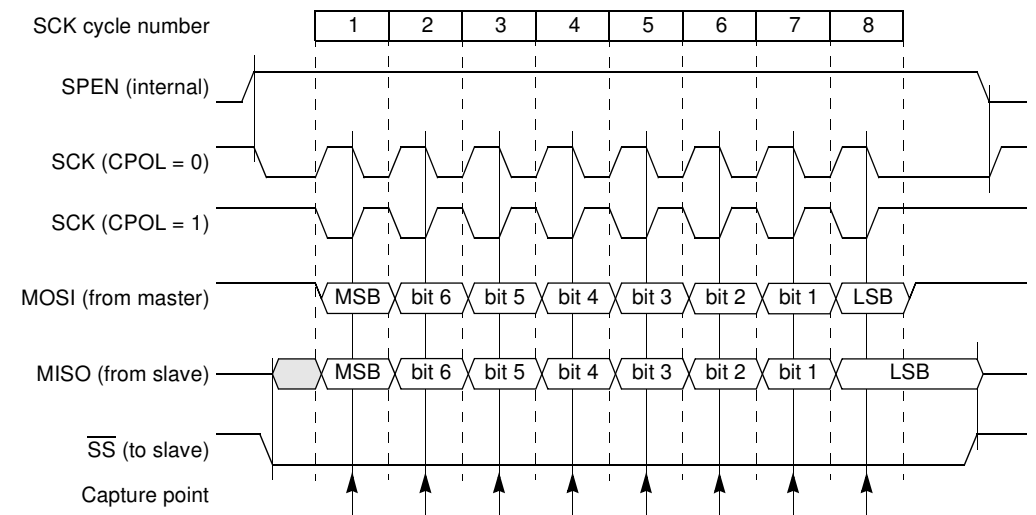 SCK cycle number 1 2 3 4 5 6 7 8
SPEN (internal)
SCK (CPOL = 0)
SCK (CPOL = 1)
MOSI (from master) MSB bit 6 bit 5 bit 4 bit 3 bit 2 bit 1 LSB
MISO (from slave) MSB bit 6 bit 5 bit 4 bit 3 bit 2 bit 1 LSB
S̅S̅ (to slave)
Capture point